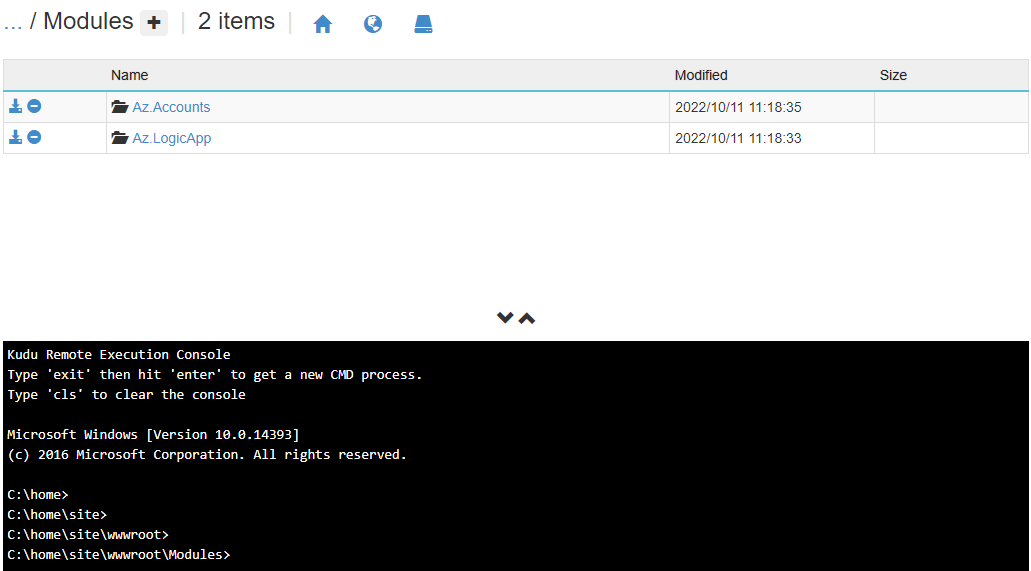 ... / Modules + | 2 items |
Name Modified Size
Az.Accounts 2022/10/11 11:18:35
Az.LogicApp 2022/10/11 11:18:33
Kudu Remote Execution Console
Type 'exit' then hit 'enter' to get a new CMD process.
Type 'cls' to clear the console
Microsoft Windows [Version 10.0.14393]
(c) 2016 Microsoft Corporation. All rights reserved.
C:\home>
C:\home\site>
C:\home\site\wwwroot>
C:\home\site\wwwroot\Modules>